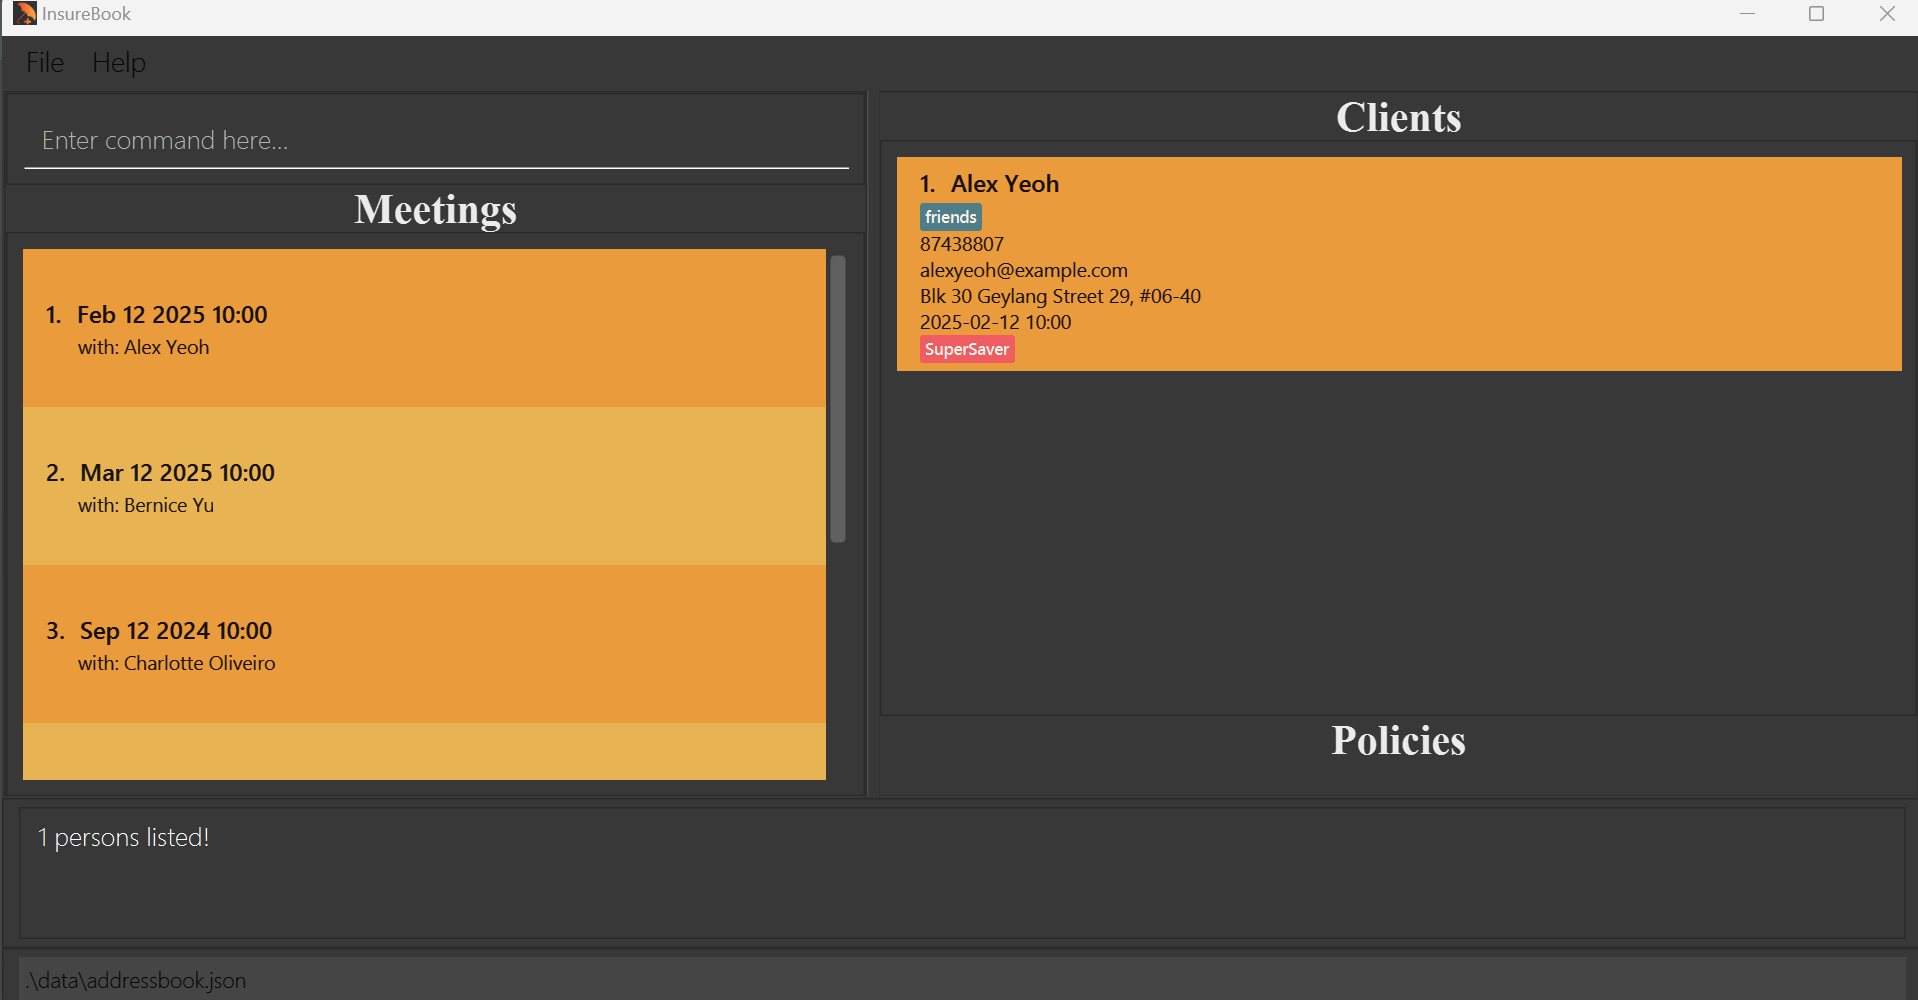 InsureBook
File Help
Enter command here...
Meetings
1. Feb 12 2025 10:00
with: Alex Yeoh
2. Mar 12 2025 10:00
with: Bernice Yu
3. Sep 12 2024 10:00
with: Charlotte Oliveiro
Clients
1. Alex Yeoh
friends
87438807
alexyeoh@example.com
Blk 30 Geylang Street 29, #06-40
2025-02-12 10:00
SuperSaver
Policies
1 persons listed!
.\data\addressbook.json